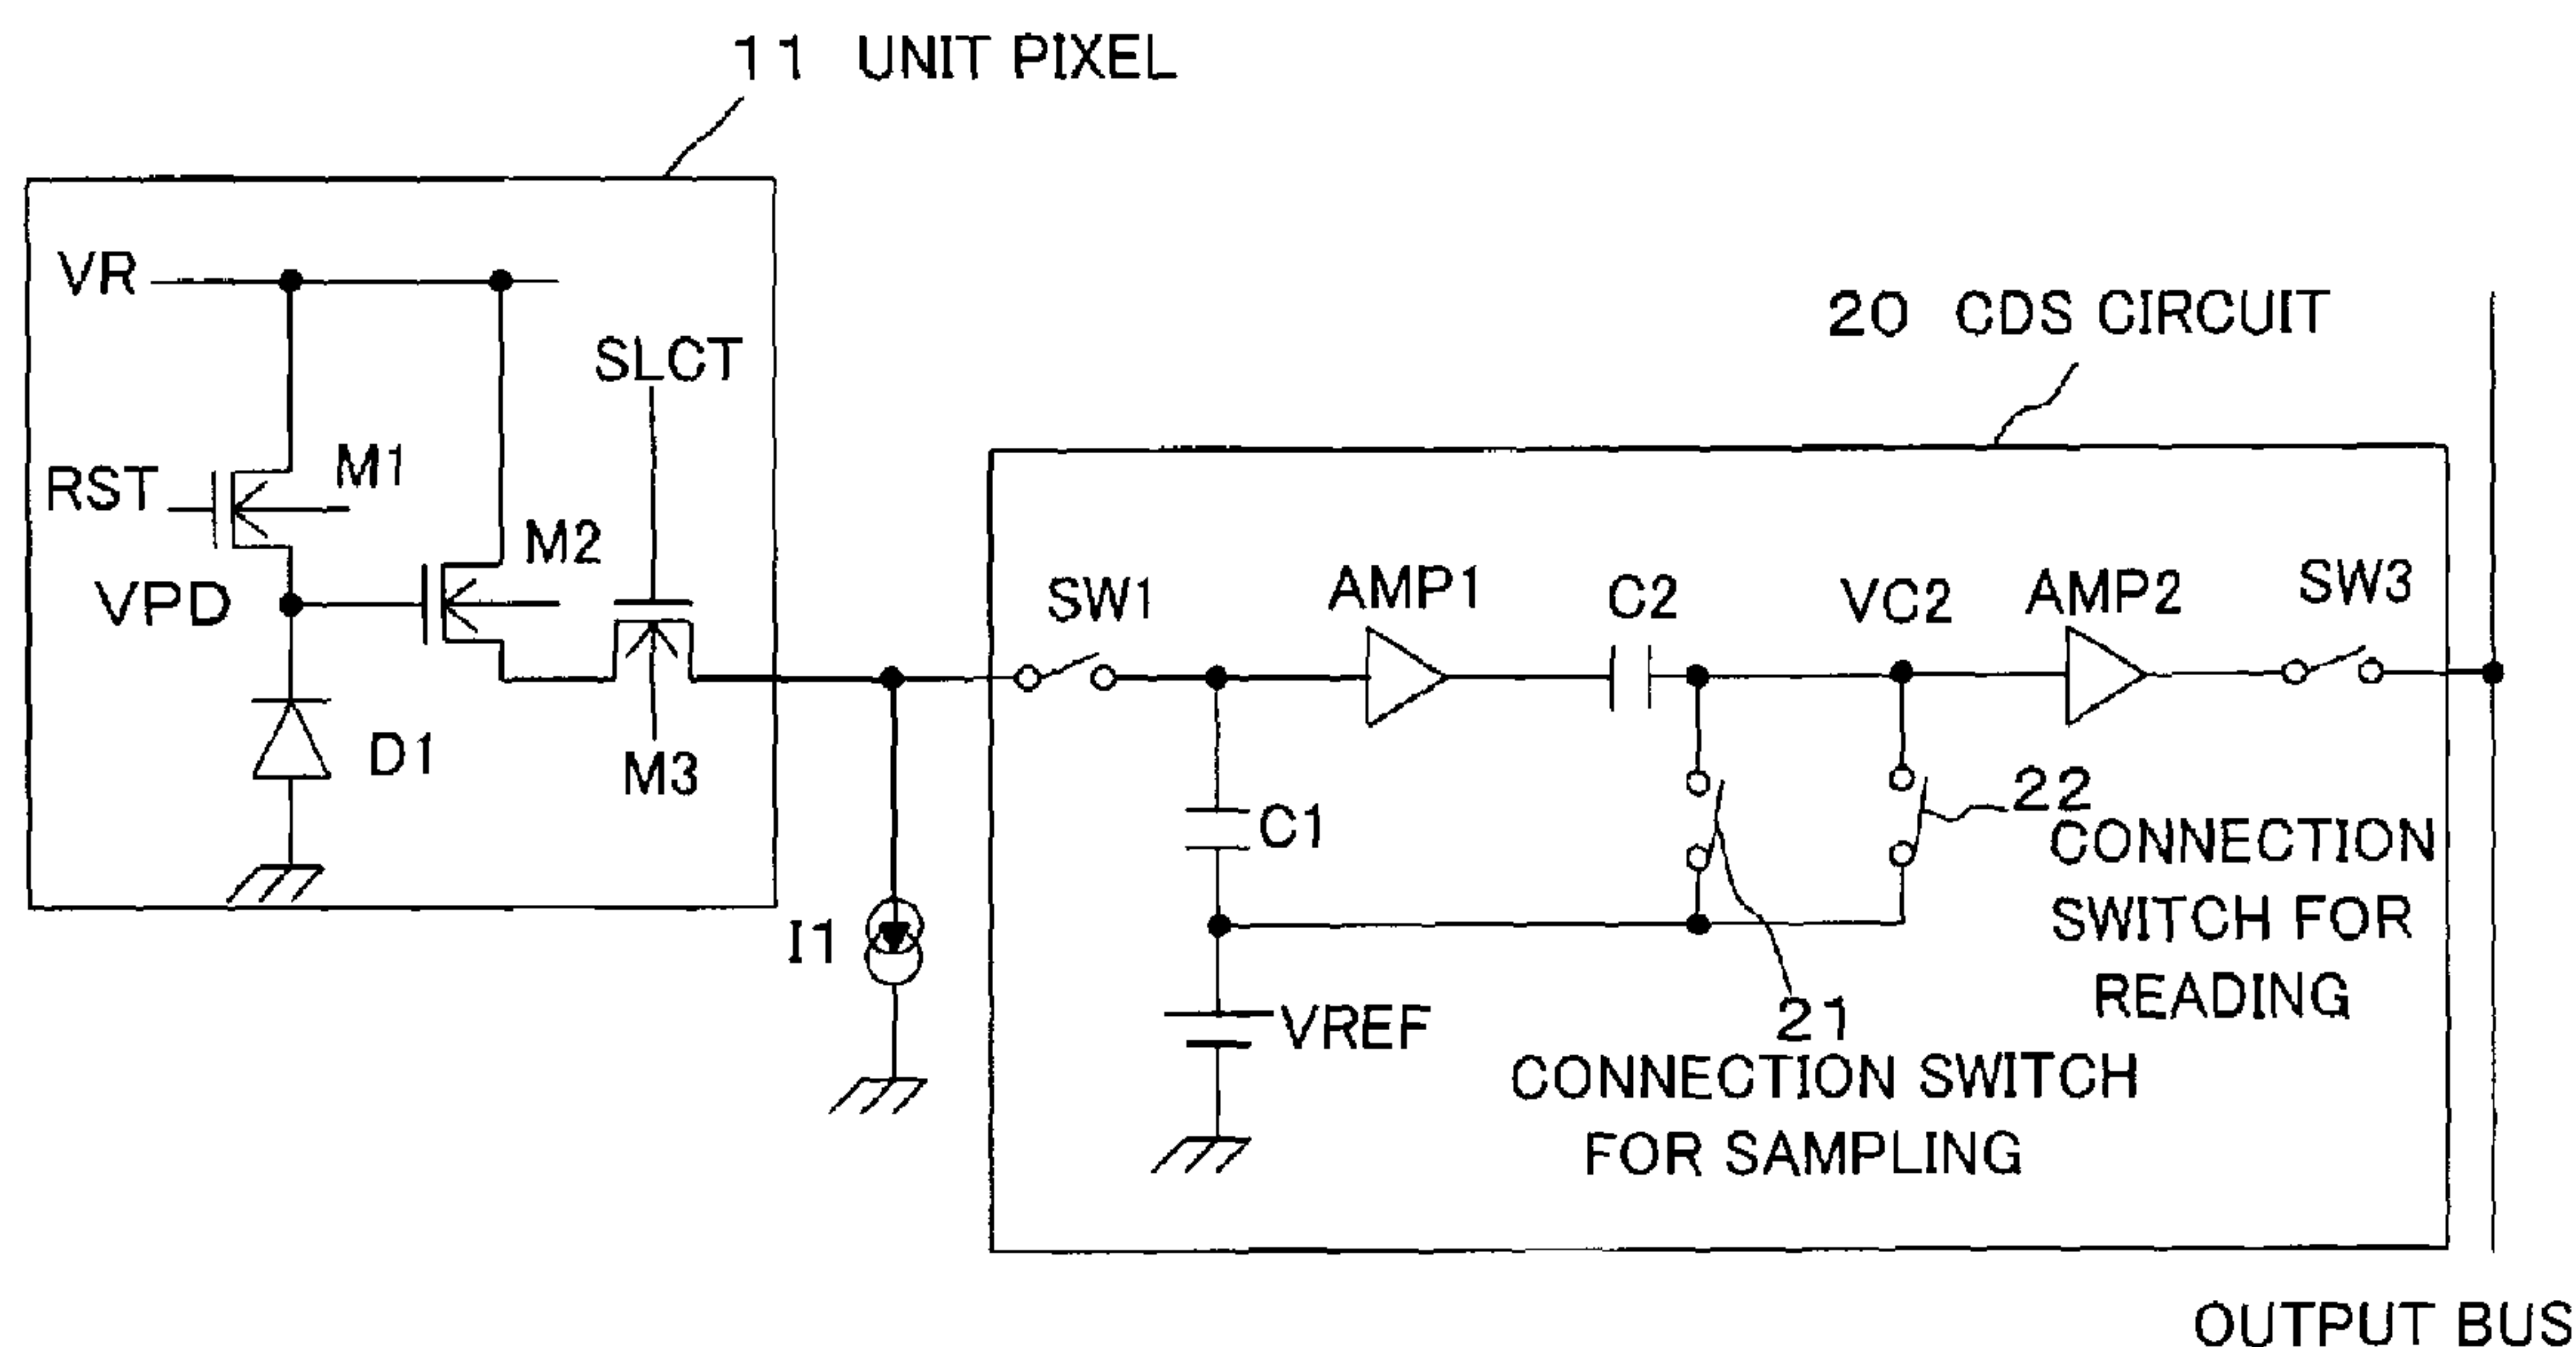 11 UNIT PIXEL
VR
SLCT
20 CDS CIRCUIT
RST
M1
M2
VPD
SW1
AMP1
C2
VC2
AMP2
SW3
D1
M3
C1
22
CONNECTION
SWITCH FOR
READING
I1
VREF
21
CONNECTION SWITCH
FOR SAMPLING
OUTPUT BUS